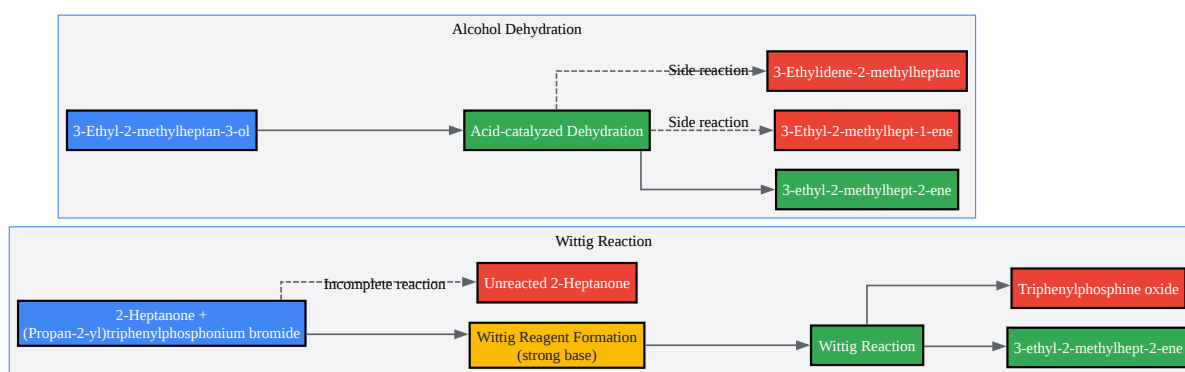 Alcohol Dehydration
3-Ethylidene-2-methylheptane
Side reaction
3-Ethyl-2-methylheptan-3-ol
Acid-catalyzed Dehydration
Side reaction
3-Ethyl-2-methylhept-1-ene
3-ethyl-2-methylhept-2-ene
Wittig Reaction
Incomplete reaction
Unreacted 2-Heptanone
Triphenylphosphine oxide
2-Heptanone +
(Propan-2-yl)triphenylphosphonium bromide
Wittig Reagent Formation
(strong base)
Wittig Reaction
3-ethyl-2-methylhept-2-ene